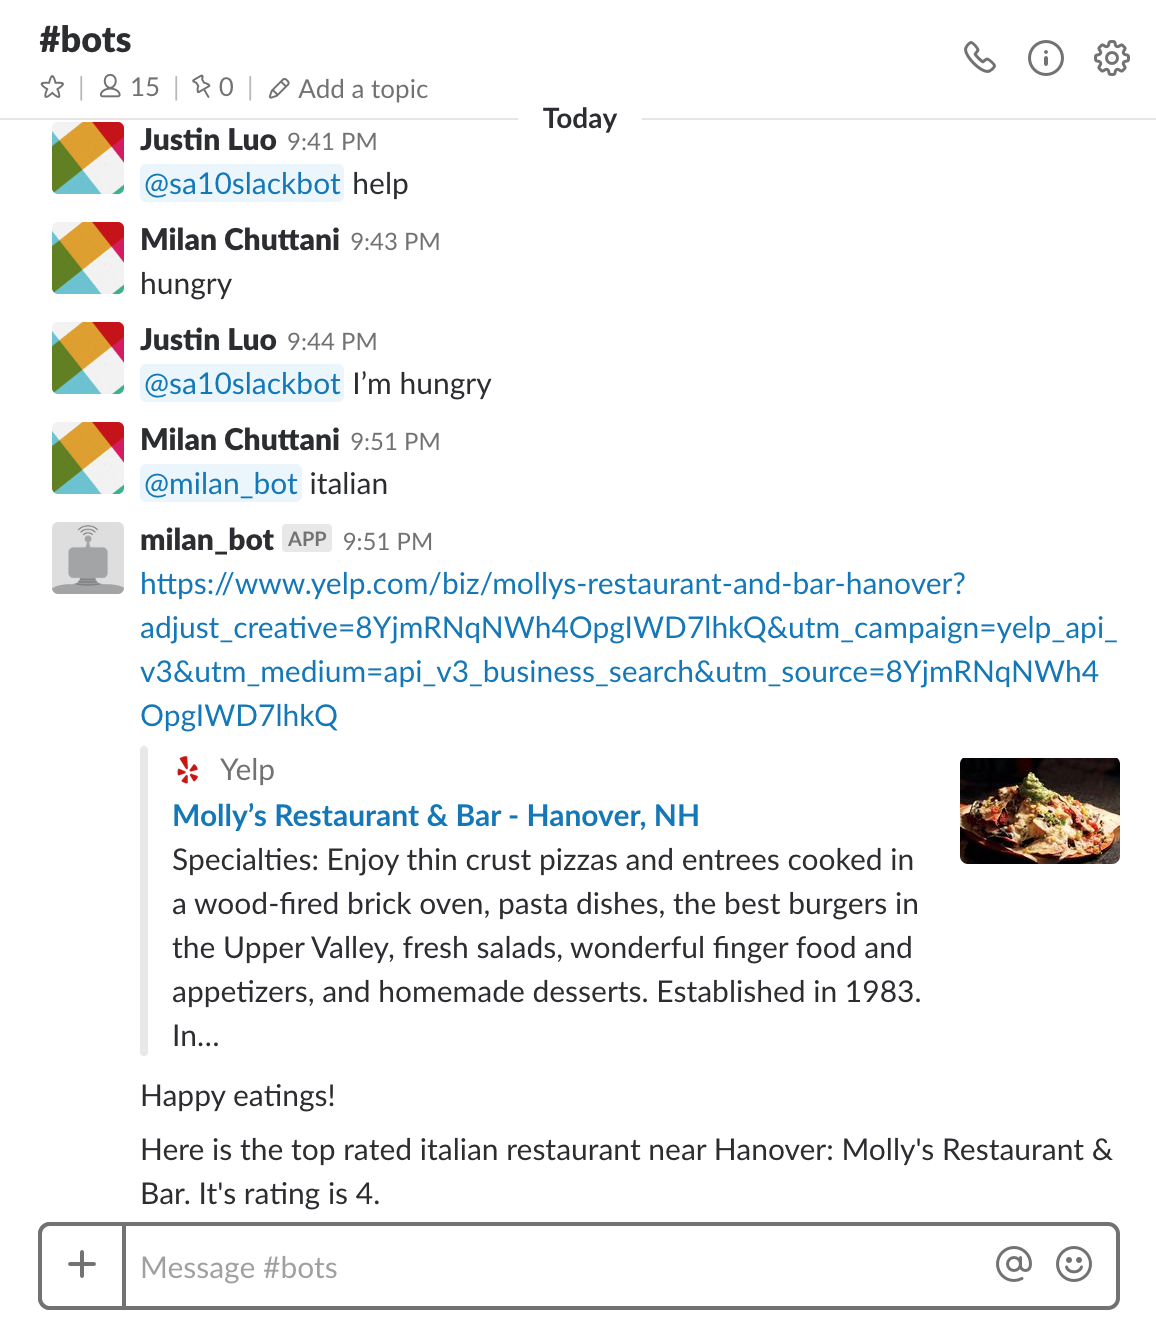 #bots
15 0 Add a topic
Today
Justin Luo 9:41 PM
@sa10slackbot help
Milan Chuttani 9:43 PM
hungry
Justin Luo 9:44 PM
@sa10slackbot I’m hungry
Milan Chuttani 9:51 PM
@milan_bot italian
milan_bot APP 9:51 PM
https://www.yelp.com/biz/mollys-restaurant-and-bar-hanover?
adjust_creative=8YjmRNqNWh4OpgIWD7lhkQ&utm_campaign=yelp_api_
v3&utm_medium=api_v3_business_search&utm_source=8YjmRNqNWh4
OpgIWD7lhkQ
Yelp
Molly’s Restaurant & Bar - Hanover, NH
Specialties: Enjoy thin crust pizzas and entrees cooked in
a wood-fired brick oven, pasta dishes, the best burgers in
the Upper Valley, fresh salads, wonderful finger food and
appetizers, and homemade desserts. Established in 1983.
In…
Happy eatings!
Here is the top rated italian restaurant near Hanover: Molly's Restaurant &
Bar. It's rating is 4.
Message #bots